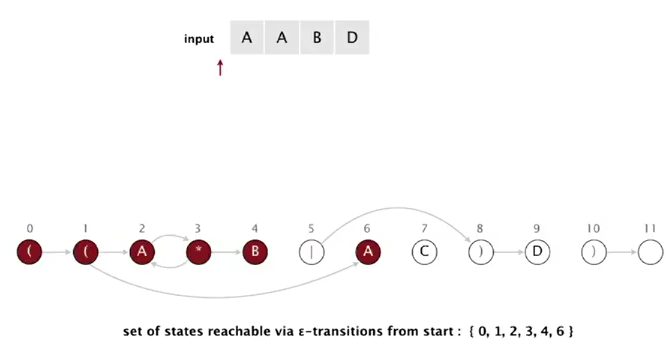 input A A B D
0 1 2 3 4 5 6 7 8 9 10 11
( ( A * B | A C ) D )
set of states reachable via ε-transitions from start : { 0, 1, 2, 3, 4, 6 }